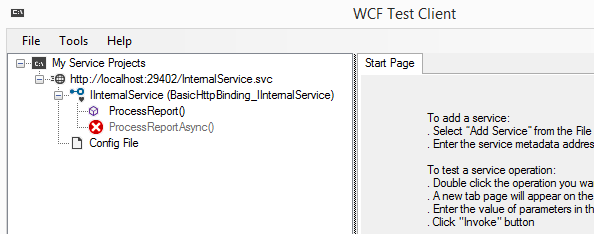 WCF Test Client
File Tools Help
My Service Projects
http://localhost:29402/InternalService.svc
IInternalService (BasicHttpBinding_IInternalService)
ProcessReport()
ProcessReportAsync()
Config File
Start Page
To add a service:
. Select "Add Service" from the File
. Enter the service metadata address
To test a service operation:
. Double click the operation you wa
. A new tab page will appear on the
. Enter the value of parameters in th
. Click "Invoke" button